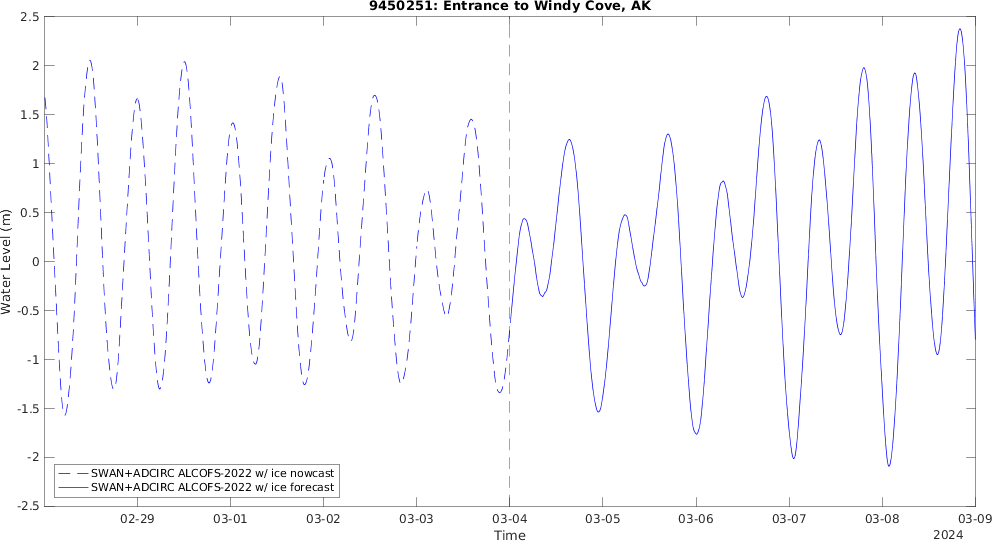 9450251: Entrance to Windy Cove, AK
2.5
2
1.5
1
0.5
0
-0.5
-1
-1.5
-2
-2.5
Water Level (m)
SWAN+ADCIRC ALCOFS-2022 w/ ice nowcast
SWAN+ADCIRC ALCOFS-2022 w/ ice forecast
02-29 03-01 03-02 03-03 03-04 03-05 03-06 03-07 03-08 03-09
Time
2024